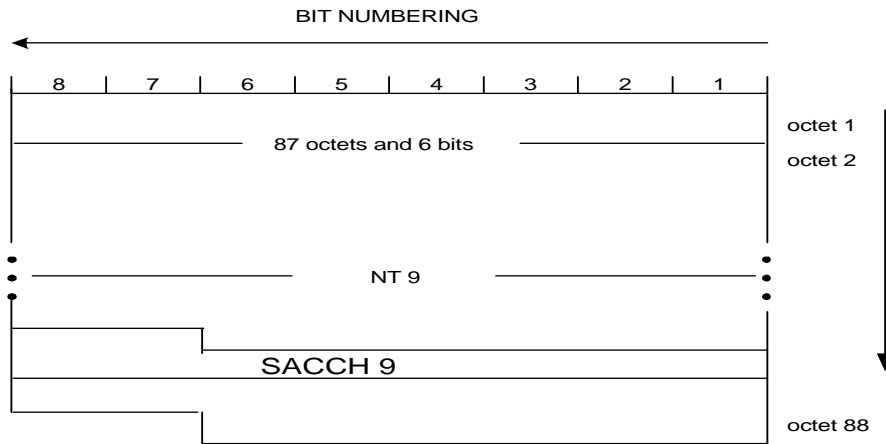 BIT NUMBERING
8 7 6 5 4 3 2 1
octet 1
87 octets and 6 bits
octet 2
NT 9
SACCH 9
octet 88